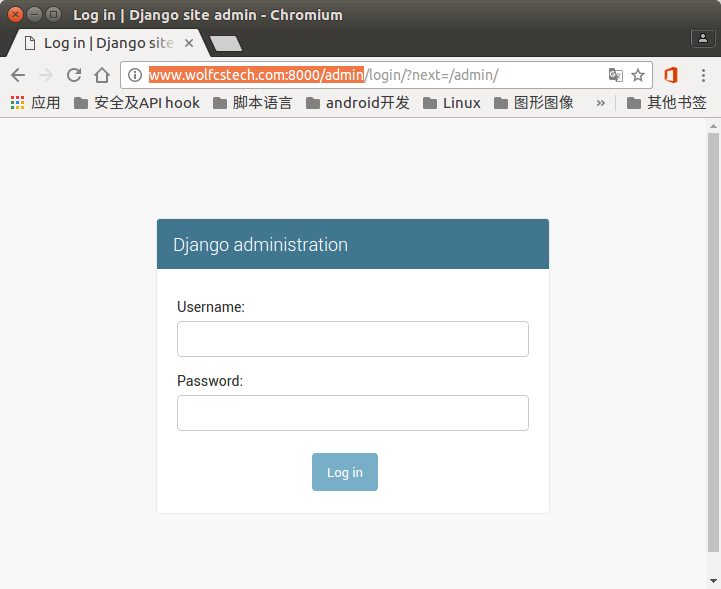 Log in | Django site admin - Chromium
Log in | Django site
www.wolfcstech.com:8000/admin/login/?next=/admin/
应用 安全及API hook 脚本语言 android开发 Linux 图形图像 » 其他书签
Django administration
Username:
Password:
Log in